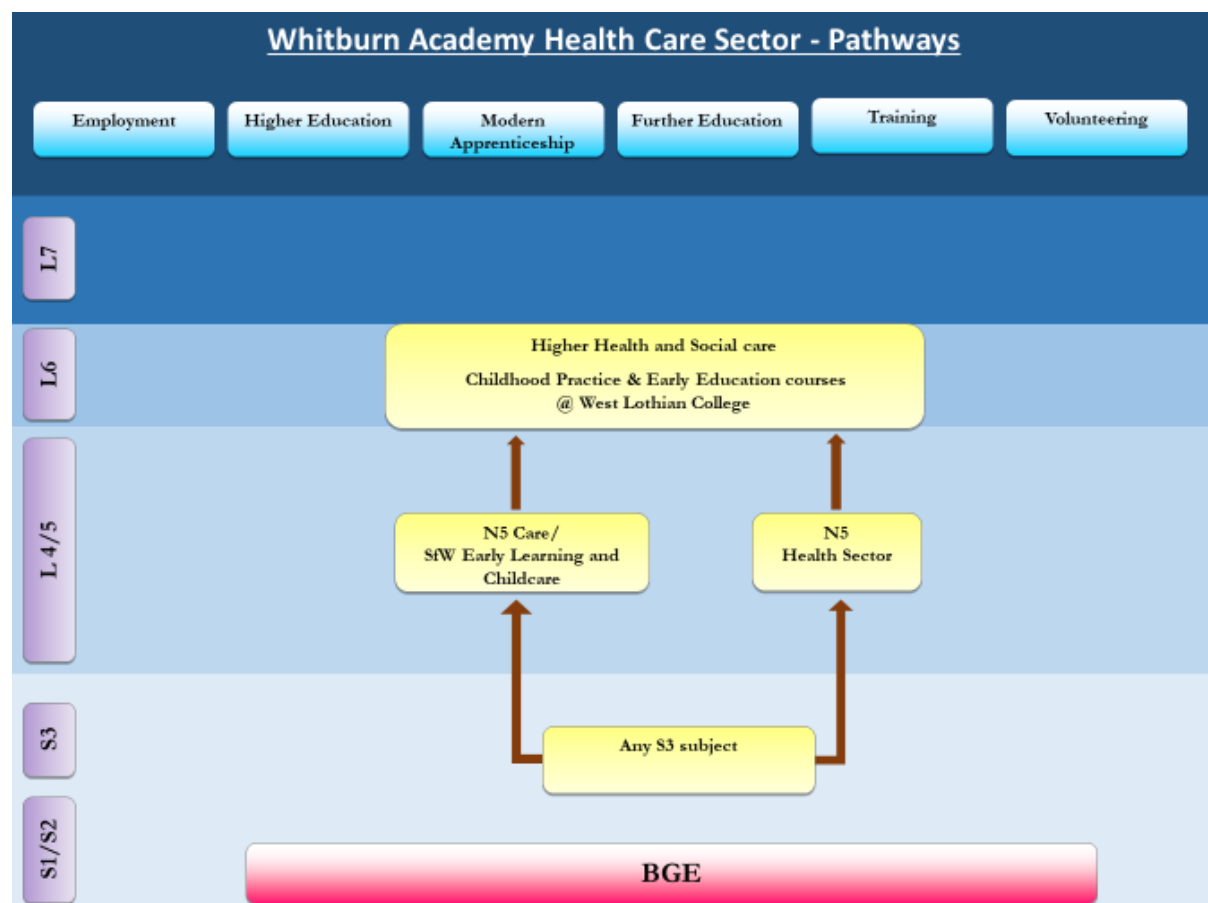 Whitburn Academy Health Care Sector - Pathways
Employment
Higher Education
Modern
Apprenticeship
Further Education
Training
Volunteering
L7
L6
Higher Health and Social care
Childhood Practice & Early Education courses
@ West Lothian College
L 4/5
N5 Care/
SfW Early Learning and
Childcare
N5
Health Sector
S3
Any S3 subject
S1/S2
BGE